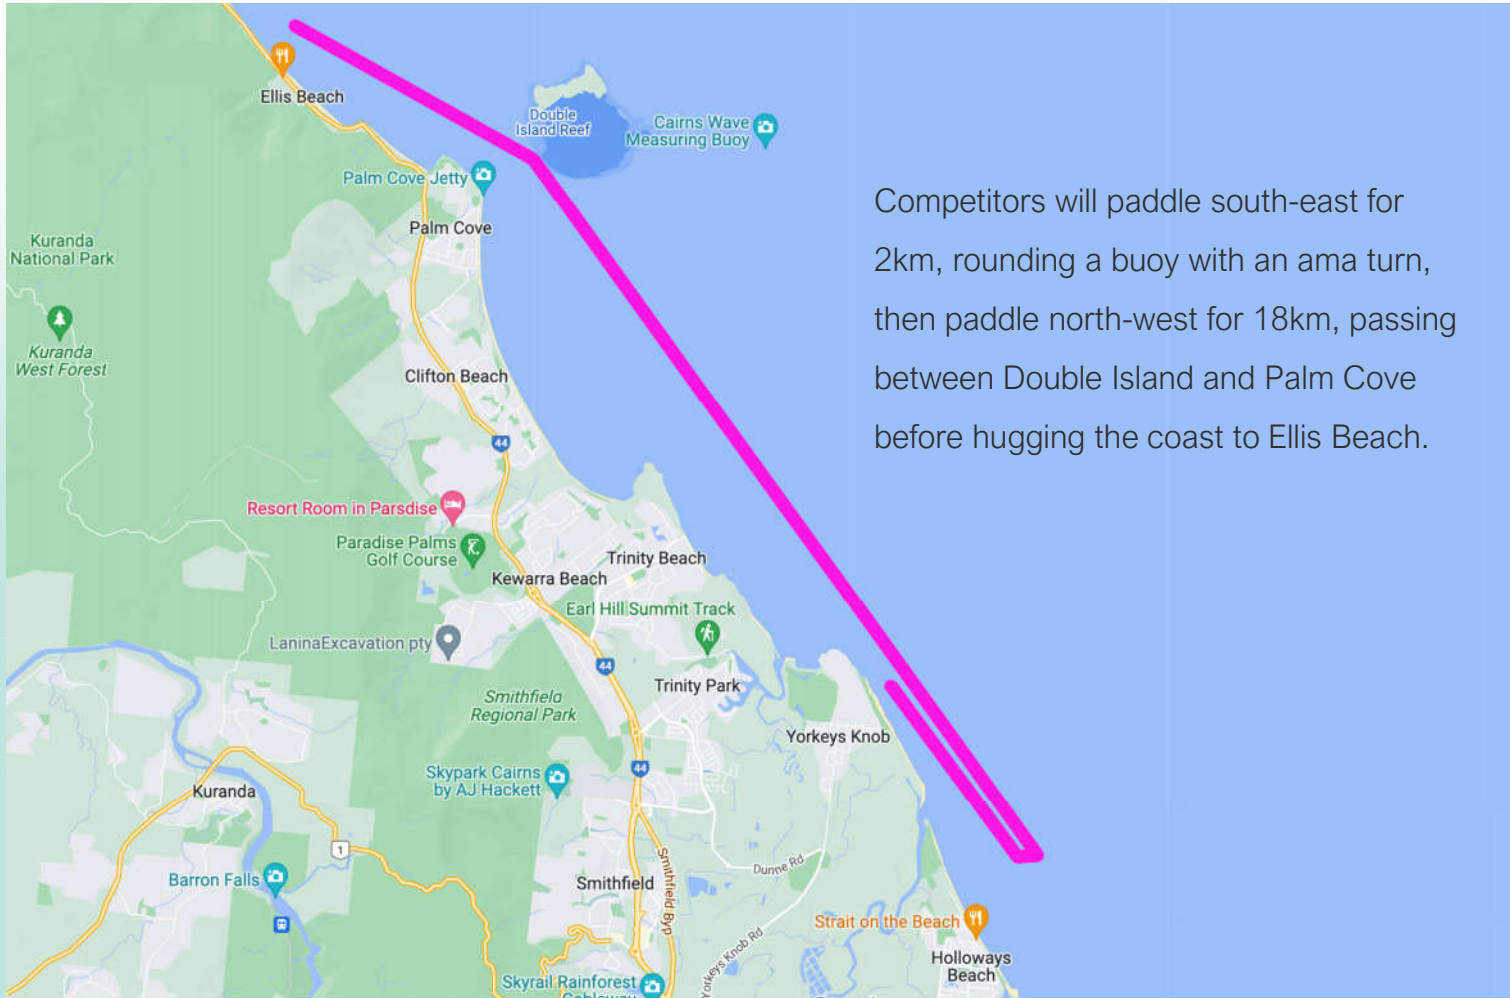 Ellis Beach
Double
Island Reef
Cairns Wave
Measuring Buoy
Palm Cove Jetty
Palm Cove
Kuranda
National Park
Kuranda
West Forest
Clifton Beach
44
Resort Room in Parsdise
Paradise Palms
Golf Course
Trinity Beach
Kewarra Beach
Earl Hill Summit Track
LaninaExcavation pty
44
Trinity Park
Smithfield
Regional Park
Yorkeys Knob
44
Skypark Cairns
by AJ Hackett
Kuranda
1
Dunne Rd
Barron Falls
Smithfield
Smithfield Byp
Strait on the Beach
Yorkeys Knob Rd
Holloways
Beach
Skyrail Rainforest
Cableway
Competitors will paddle south-east for
2km, rounding a buoy with an ama turn,
then paddle north-west for 18km, passing
between Double Island and Palm Cove
before hugging the coast to Ellis Beach.